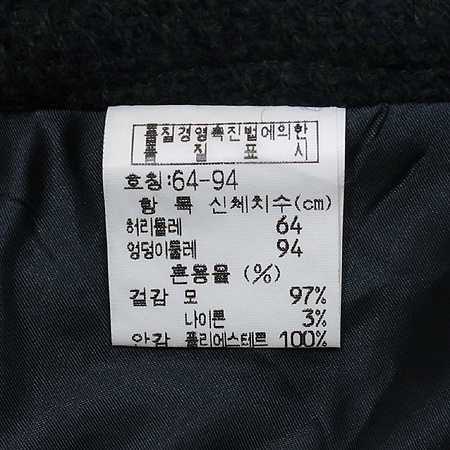 품질경영촉진법에의한
품 질 표 시
호칭:64-94
항 목 신체치수(cm)
허리둘레 64
엉덩이둘레 94
혼용율 (%)
겉감 모 97%
나이론 3%
안감 폴리에스테르 100%